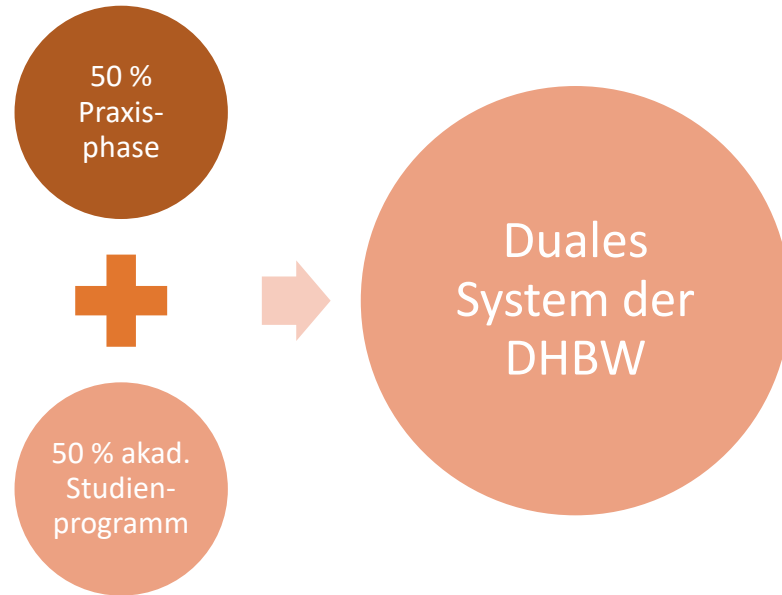 50 %
Praxis-
phase
50 % akad.
Studien-
programm
Duales
System der
DHBW